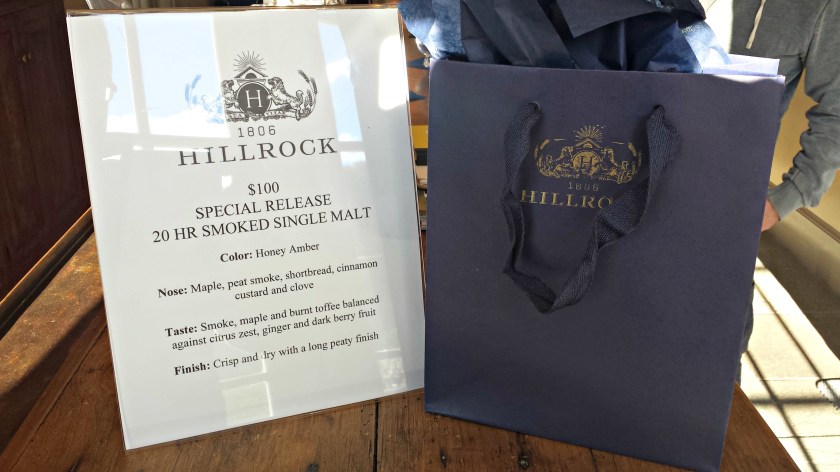 H
1806
HILLROCK
$100
SPECIAL RELEASE
20 HR SMOKED SINGLE MALT
Color: Honey Amber
Nose: Maple, peat smoke, shortbread, cinnamon
custard and clove
Taste: Smoke, maple and burnt toffee balanced
against citrus zest, ginger and dark berry fruit
Finish: Crisp and dry with a long peaty finish
H
1806
HILLROCK